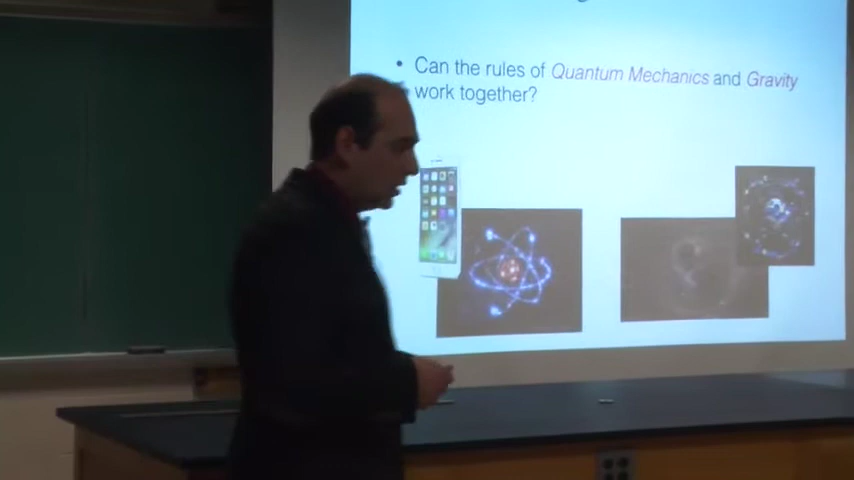 • Can the rules of Quantum Mechanics and Gravity
work together?